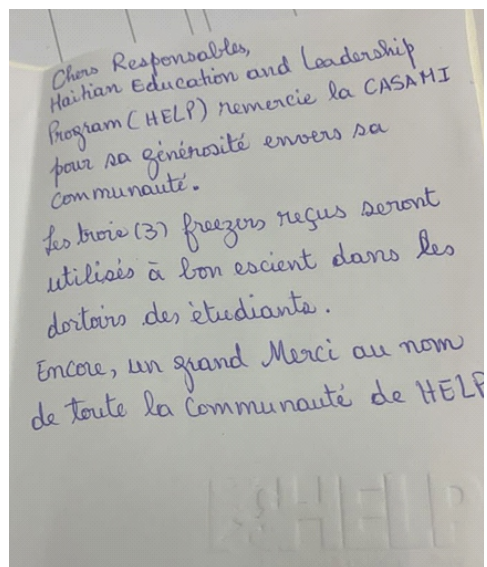 Chers Responsables,
Haitian Education and Leadership
Program (HELP) remercie la CASAMI
pour sa générosité envers sa
communauté.
Les trois (3) freezers reçus seront
utilisés à bon escient dans les
dortoirs des étudiants.
Encore, un grand Merci au nom
de toute la Communauté de HELP
HELP